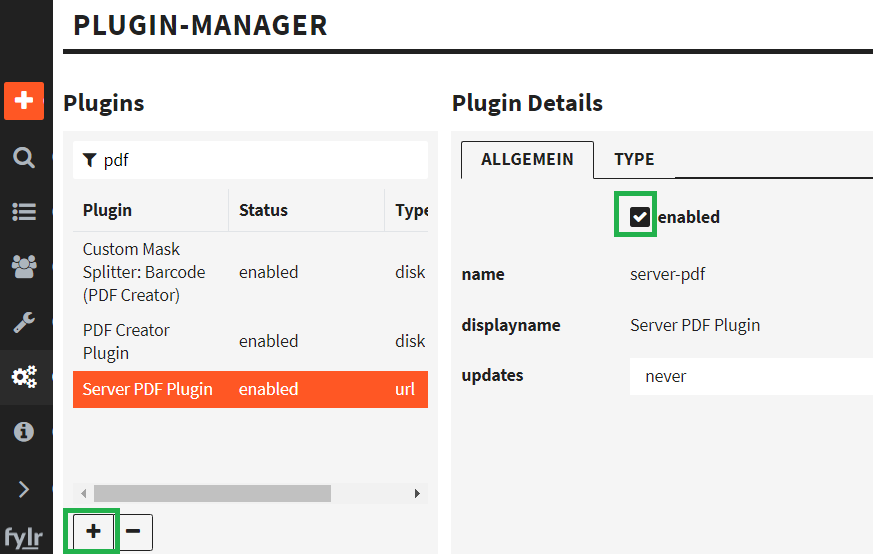 PLUGIN-MANAGER
Plugins
pdf
Plugin Status Type
Custom Mask
Splitter: Barcode
(PDF Creator)
enabled disk
PDF Creator
Plugin
enabled disk
Server PDF Plugin enabled url
Plugin Details
ALLGEMEIN TYPE
enabled
name server-pdf
displayname Server PDF Plugin
updates never
fylr